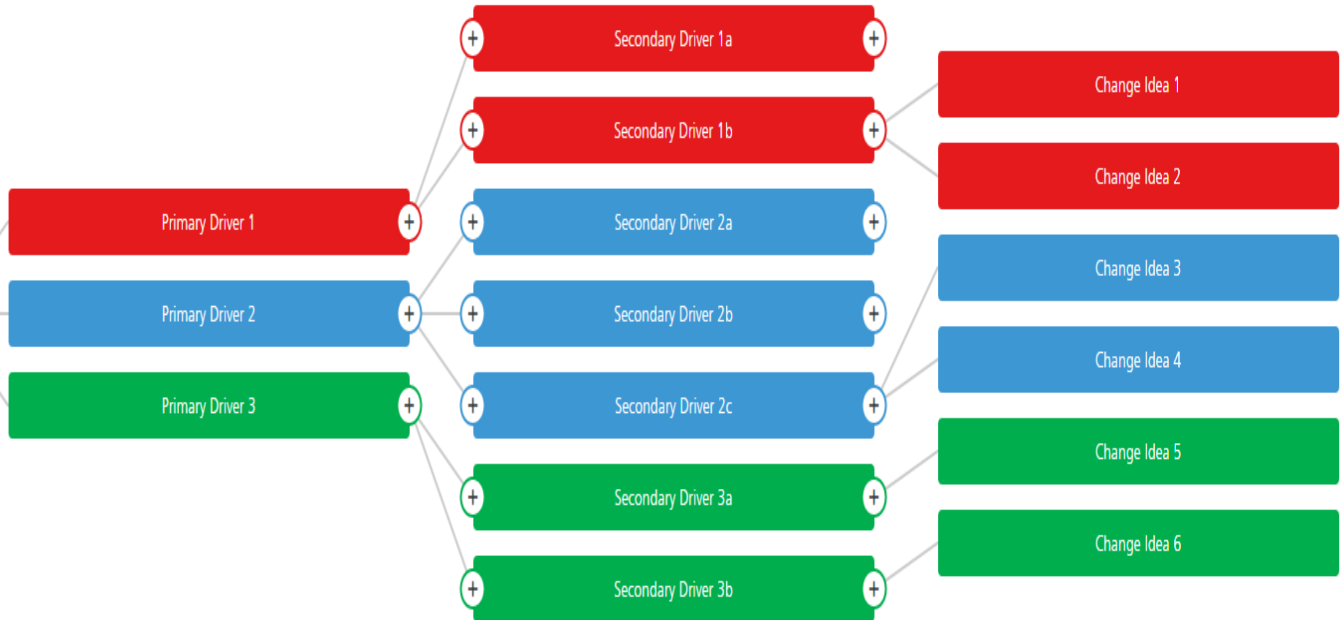 Primary Driver 1
Primary Driver 2
Primary Driver 3
Secondary Driver 1a
Secondary Driver 1b
Secondary Driver 2a
Secondary Driver 2b
Secondary Driver 2c
Secondary Driver 3a
Secondary Driver 3b
Change Idea 1
Change Idea 2
Change Idea 3
Change Idea 4
Change Idea 5
Change Idea 6